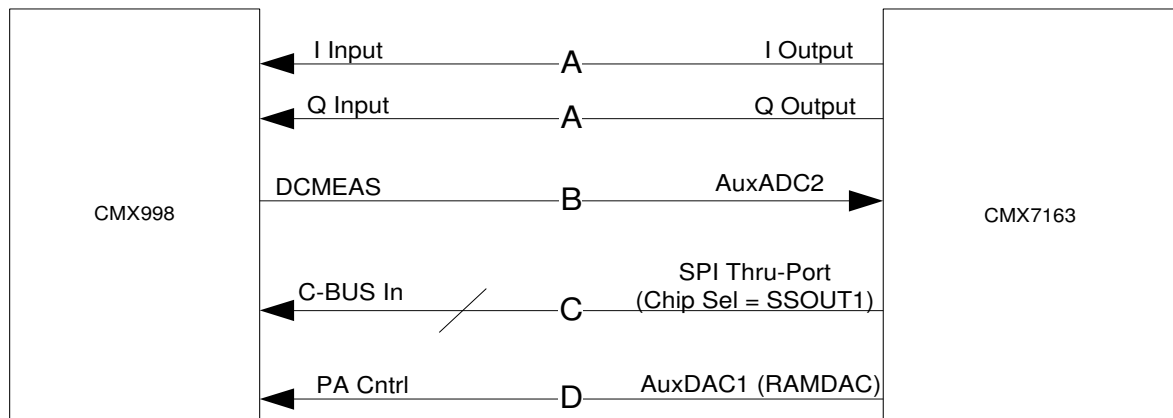 I Input A I Output
Q Input A Q Output
DCMEAS B AuxADC2
CMX998 CMX7163
SPI Thru-Port
C-BUS In C (Chip Sel = SSOUT1)
PA Cntrl D AuxDAC1 (RAMDAC)